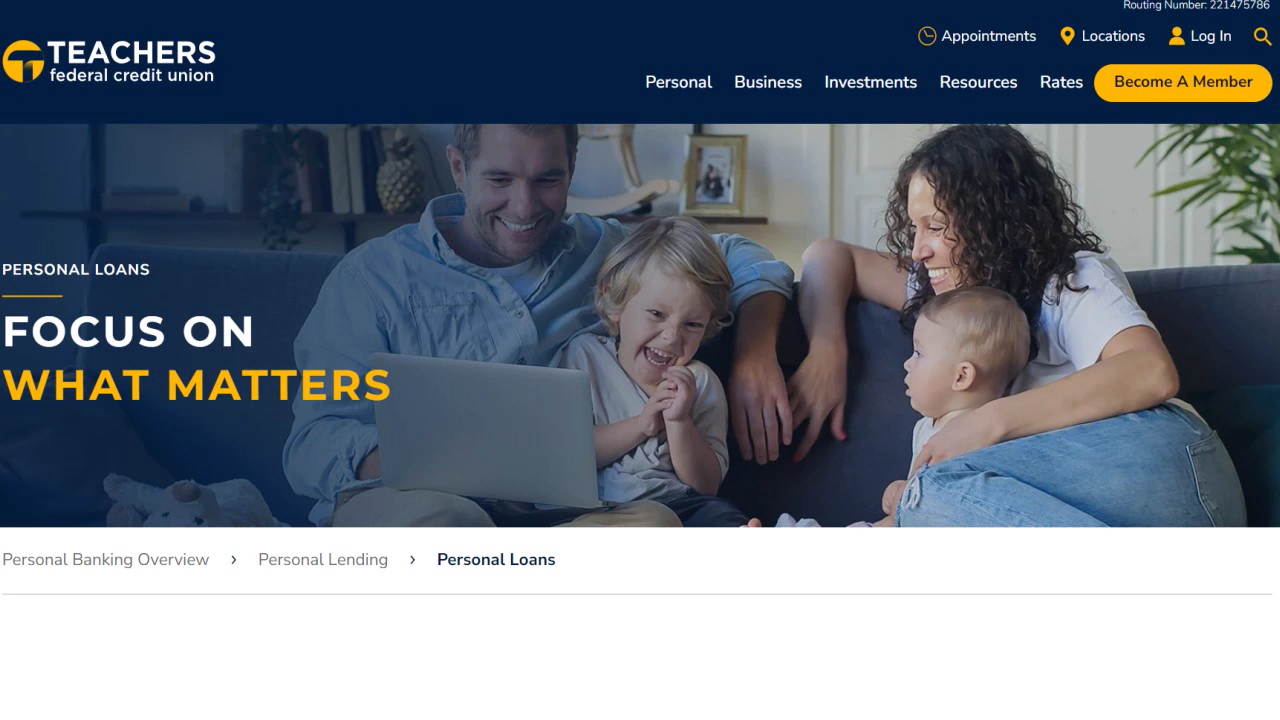 Routing Number: 221475786
TEACHERS
federal credit union
Appointments
Locations
Log In
Personal
Business
Investments
Resources
Rates
Become A Member
PERSONAL LOANS
FOCUS ON
WHAT MATTERS
Personal Banking Overview › Personal Lending › Personal Loans